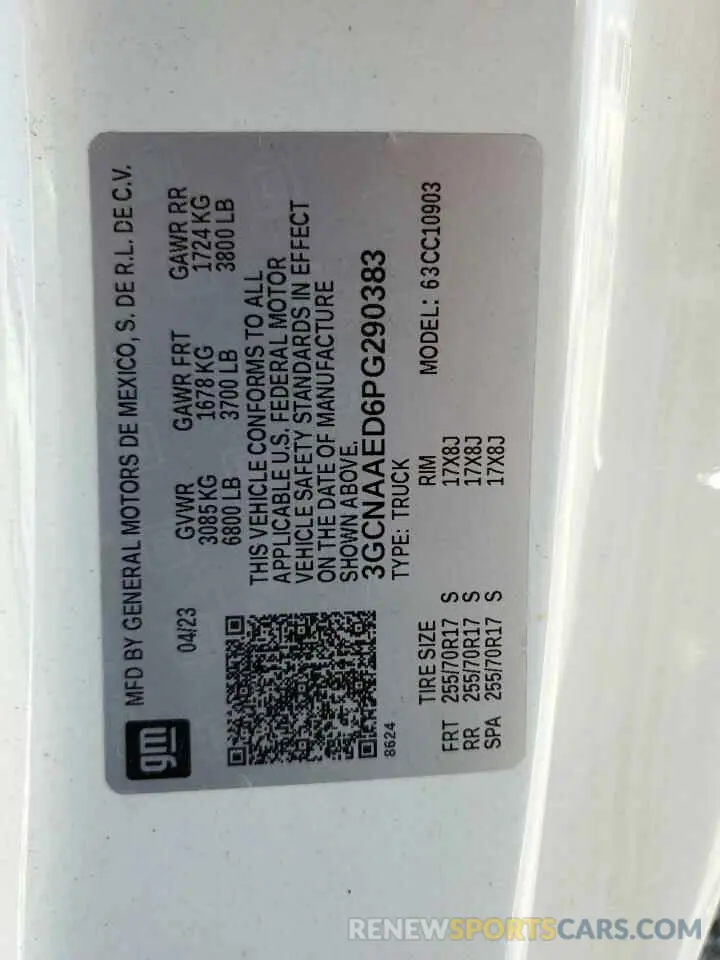 gm
MFD BY GENERAL MOTORS DE MEXICO, S. DE R.L. DE C.V.
04/23
GVWR GAWR FRT GAWR RR
3085 KG 1678 KG 1724 KG
6800 LB 3700 LB 3800 LB
THIS VEHICLE CONFORMS TO ALL
APPLICABLE U.S. FEDERAL MOTOR
VEHICLE SAFETY STANDARDS IN EFFECT
ON THE DATE OF MANUFACTURE
SHOWN ABOVE.
3GCNAAED6PG290383
TYPE: TRUCK
8624
MODEL: 63CC10903
TIRE SIZE RIM
FRT 255/70R17 S 17X8J
RR 255/70R17 S 17X8J
SPA 255/70R17 S 17X8J
RENEWSPORTSCARS.COM